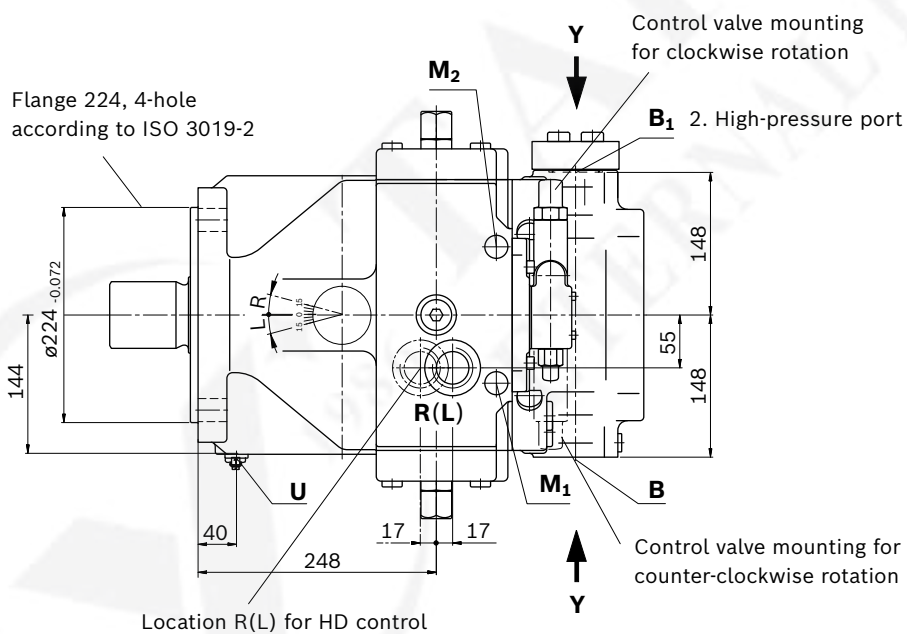 Control valve mounting
for clockwise rotation
Y
M2
Flange 224, 4-hole
according to ISO 3019-2
B1 2. High-pressure port
148
ø224 -0.072
R
L
15 0 15
144
55
148
R(L)
U
M1
B
40
17
17
248
Control valve mounting for
counter-clockwise rotation
Y
Location R(L) for HD control